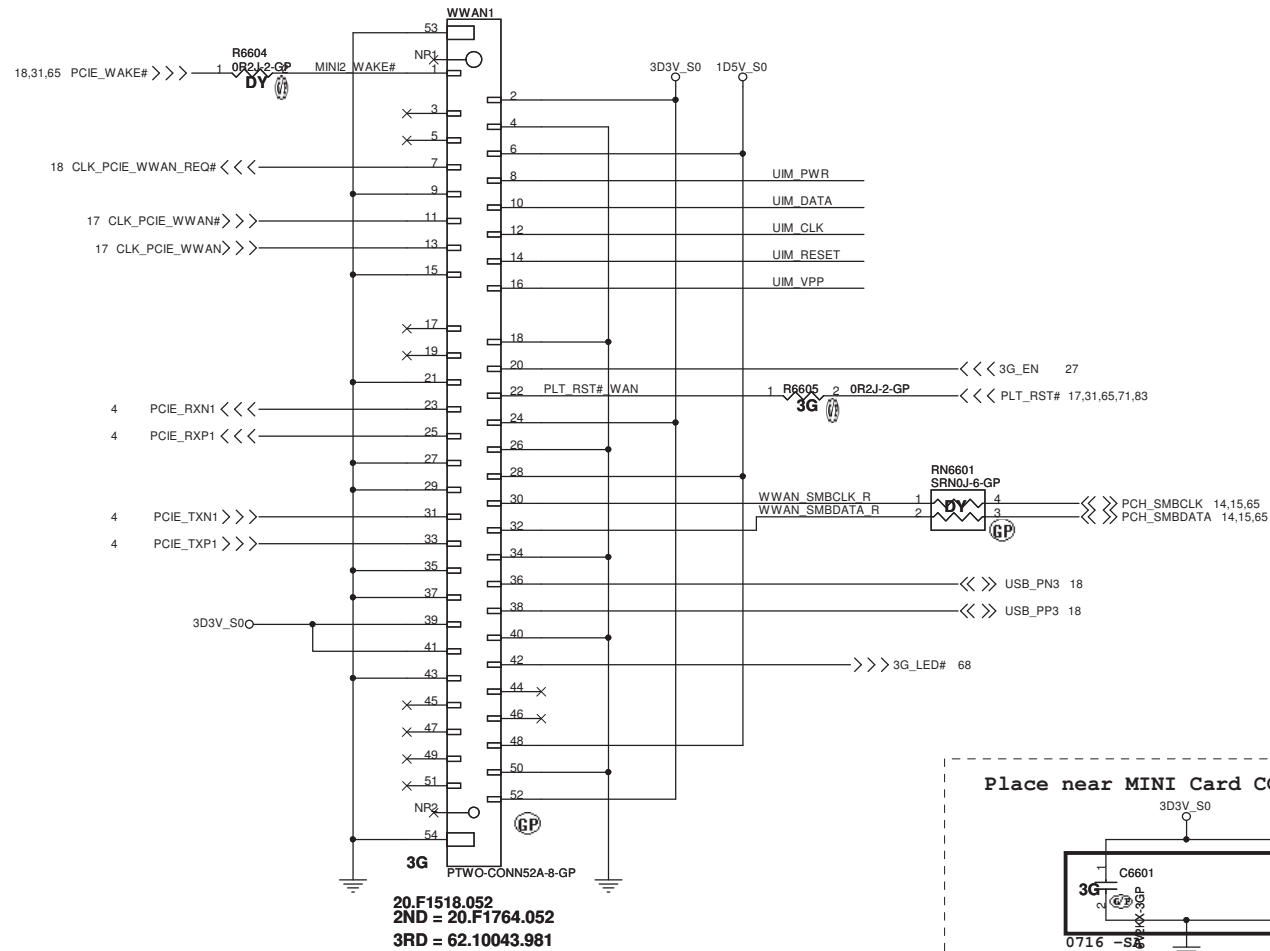 WWAN1
53
NP1
R6604
0R2J-2-GP
18,31,65 PCIE_WAKE# 1 2 MINI2_WAKE# 1
DY
3D3V_S0 1D5V_S0
2
3
4
5
6
18 CLK_PCIE_WWAN_REQ# 7
8 UIM_PWR
9
10 UIM_DATA
17 CLK_PCIE_WWAN# 11
12 UIM_CLK
17 CLK_PCIE_WWAN 13
14 UIM_RESET
15
16 UIM_VPP
17
18
19
20 3G_EN 27
21
22 PLT_RST#_WAN 1 R6605 2 0R2J-2-GP PLT_RST# 17,31,65,71,83
3G
4 PCIE_RXN1 23
24
4 PCIE_RXP1 25
26
27
28
29
RN6601
SRN0J-6-GP
30 WWAN_SMBCLK_R 1 4 PCH_SMBCLK 14,15,65
DY
4 PCIE_TXN1 31
32 WWAN_SMBDATA_R 2 3 PCH_SMBDATA 14,15,65
GP
4 PCIE_TXP1 33
34
35
36 USB_PN3 18
37
38 USB_PP3 18
3D3V_S0 39
40
41
42 3G_LED# 68
43
44
45
46
47
48
49
50
51
52
NP2
GP
54
3G
PTWO-CONN52A-8-GP
20.F1518.052
2ND = 20.F1764.052
3RD = 62.10043.981
Place near MINI Card
3D3V_S0
1
C6601
3G
2
0716